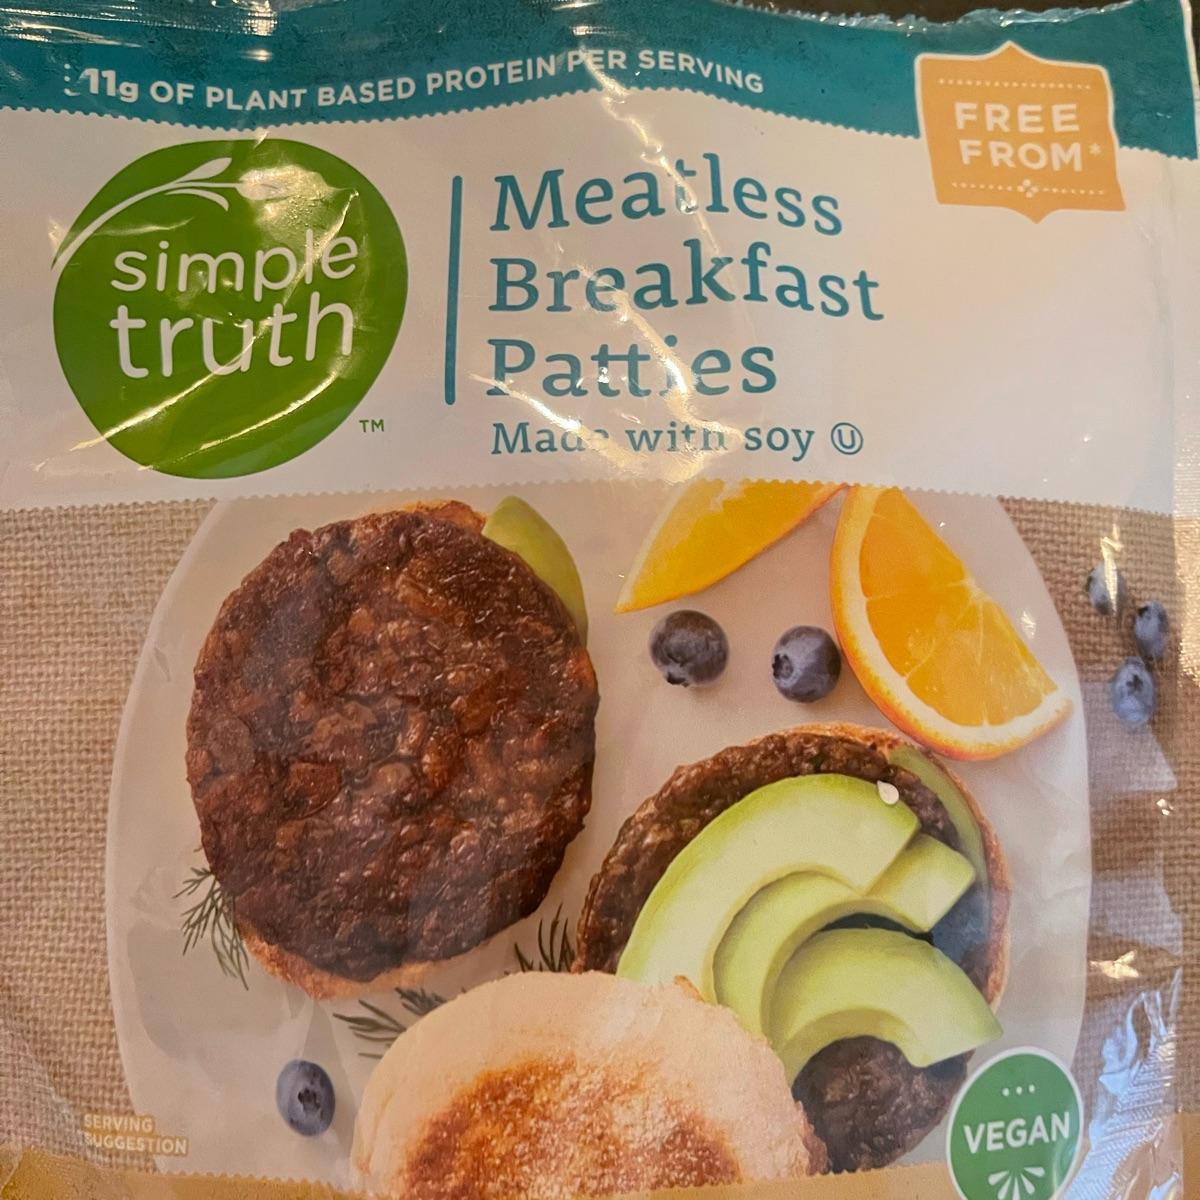 11g OF PLANT BASED PROTEIN PER SERVING
FREE
FROM*
simple
truth
™
Meatless
Breakfast
Patties
Made with soy Ⓤ
SERVING
SUGGESTION
VEGAN